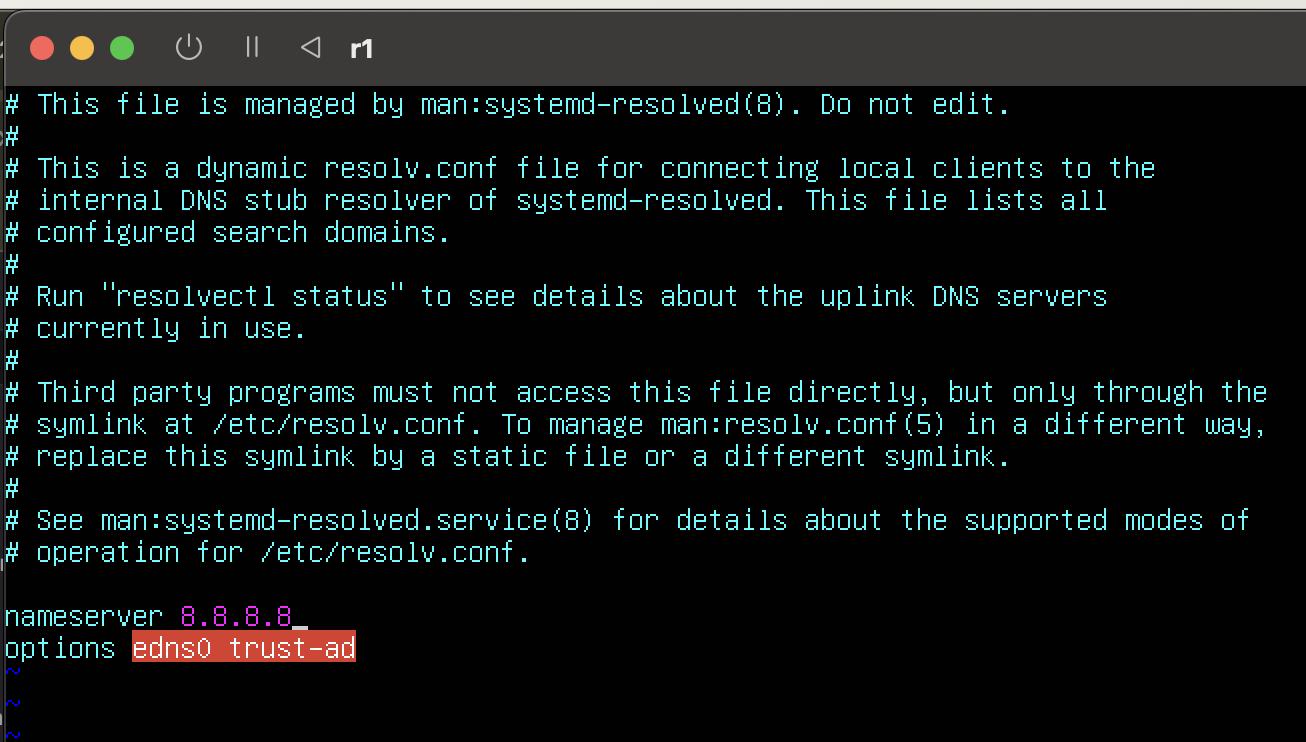 r1
# This file is managed by man:systemd-resolved(8). Do not edit.
#
# This is a dynamic resolv.conf file for connecting local clients to the
# internal DNS stub resolver of systemd-resolved. This file lists all
# configured search domains.
#
# Run "resolvectl status" to see details about the uplink DNS servers
# currently in use.
#
# Third party programs must not access this file directly, but only through the
# symlink at /etc/resolv.conf. To manage man:resolv.conf(5) in a different way,
# replace this symlink by a static file or a different symlink.
#
# See man:systemd-resolved.service(8) for details about the supported modes of
# operation for /etc/resolv.conf.

nameserver 8.8.8.8
options edns0 trust-ad
~
~
~